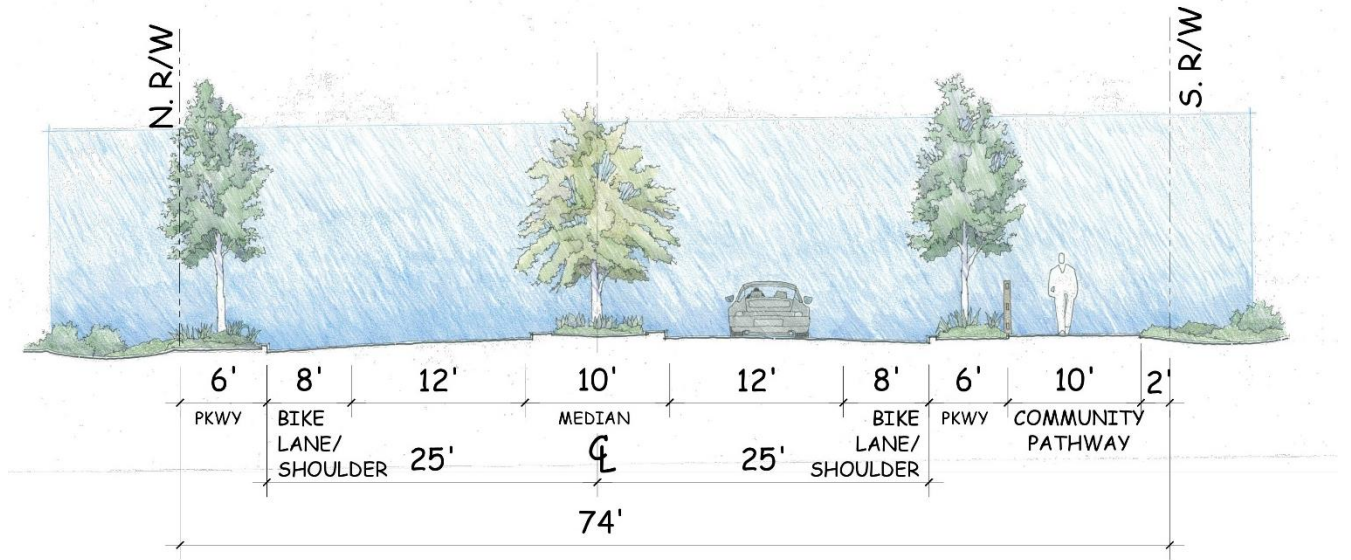 N. R/W
S. R/W
6' 8' 12' 10' 12' 8' 6' 10' 2'
PKWY
BIKE
LANE/
SHOULDER
MEDIAN
BIKE
LANE/
SHOULDER
PKWY
COMMUNITY
PATHWAY
25'
℄
25'
74'